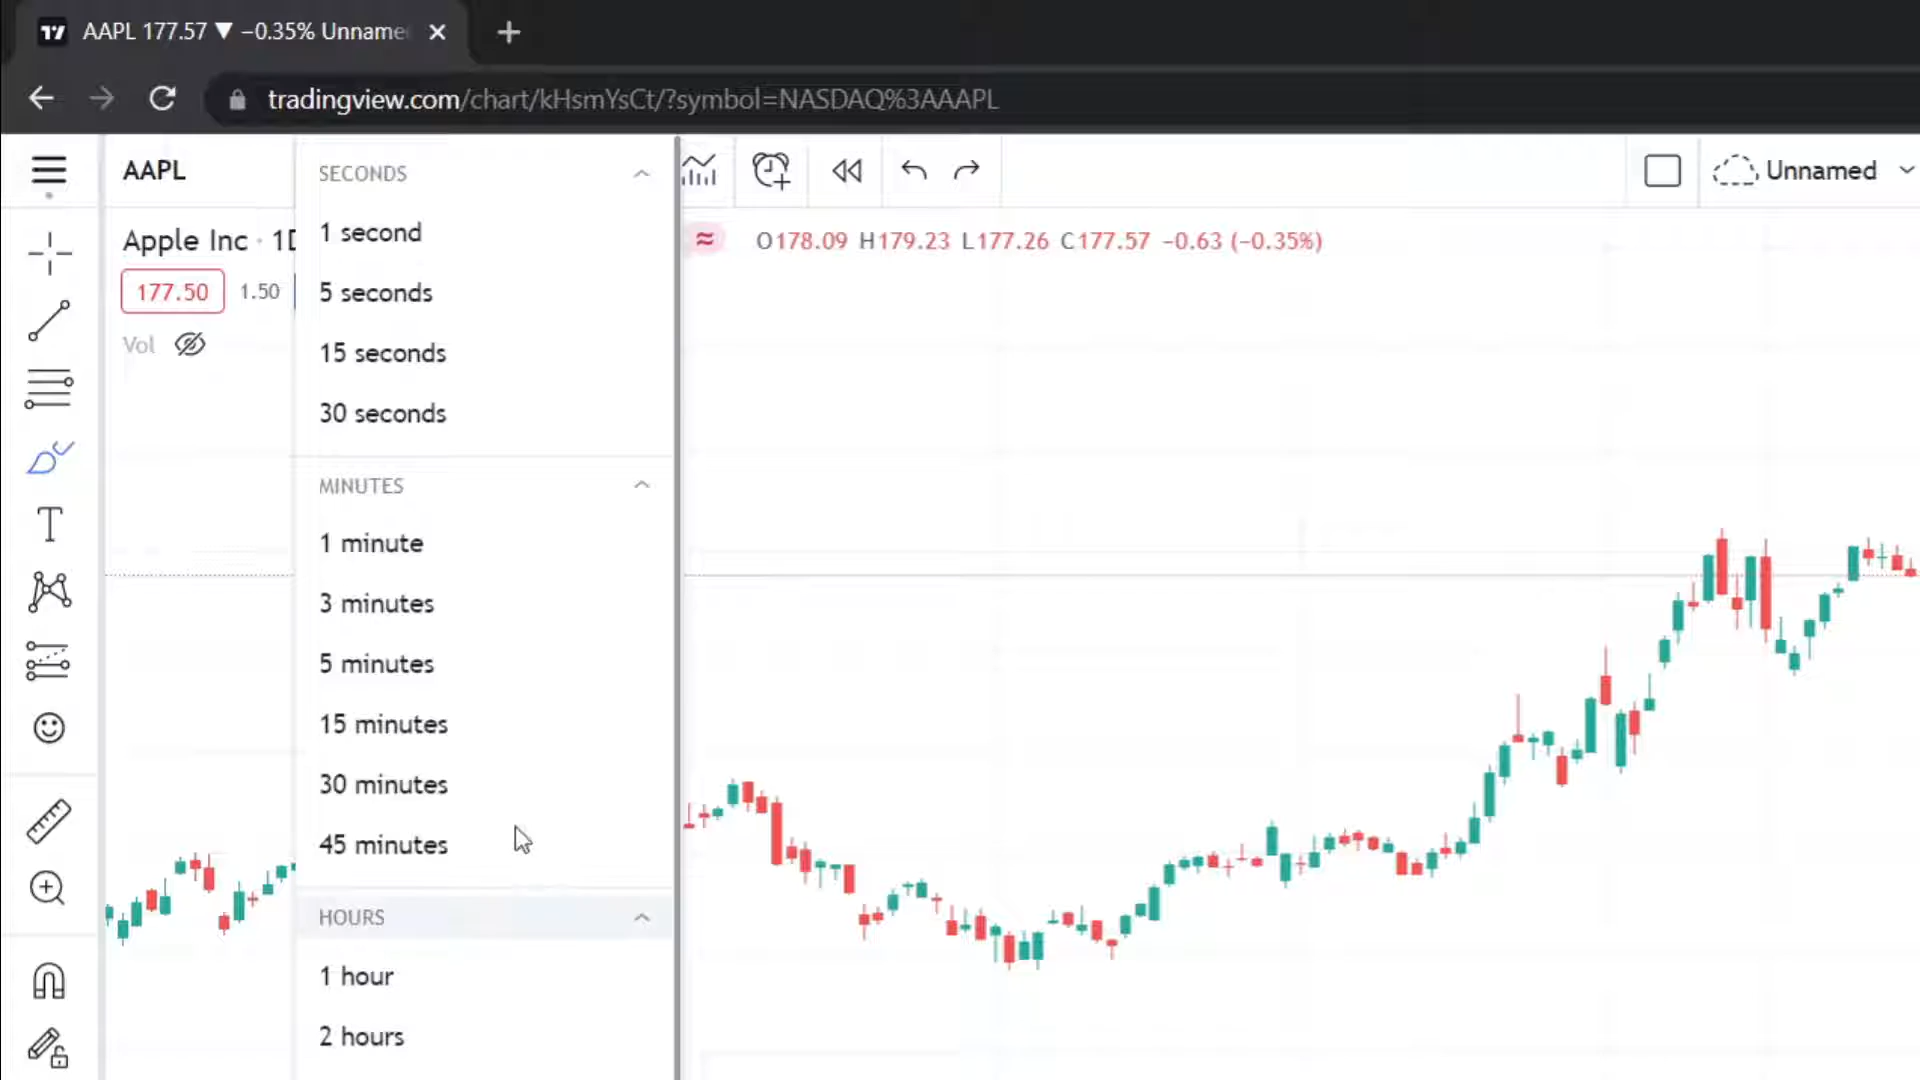 AAPL 177.57 ▼ −0.35% Unname
tradingview.com/chart/kHsmYsCt/?symbol=NASDAQ%3AAAPL
AAPL
Unnamed
Apple Inc · 1D
O178.09 H179.23 L177.26 C177.57 −0.63 (−0.35%)
177.50 1.50
Vol
SECONDS
1 second
5 seconds
15 seconds
30 seconds
MINUTES
1 minute
3 minutes
5 minutes
15 minutes
30 minutes
45 minutes
HOURS
1 hour
2 hours